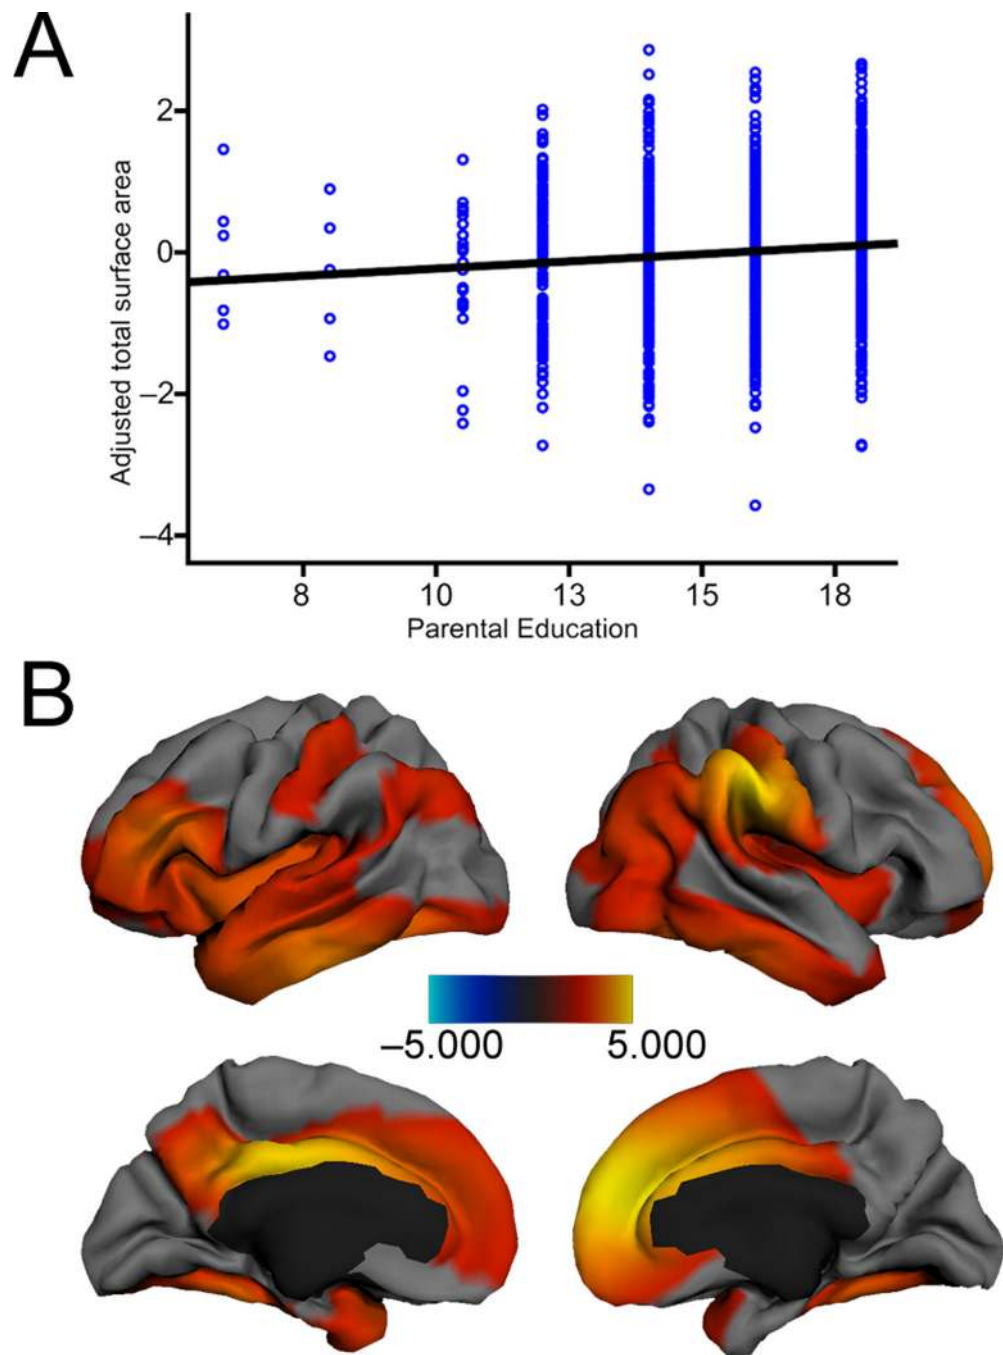 A
Adjusted total surface area
2
0
–2
–4
8 10 13 15 18
Parental Education
B
–5.000 5.000